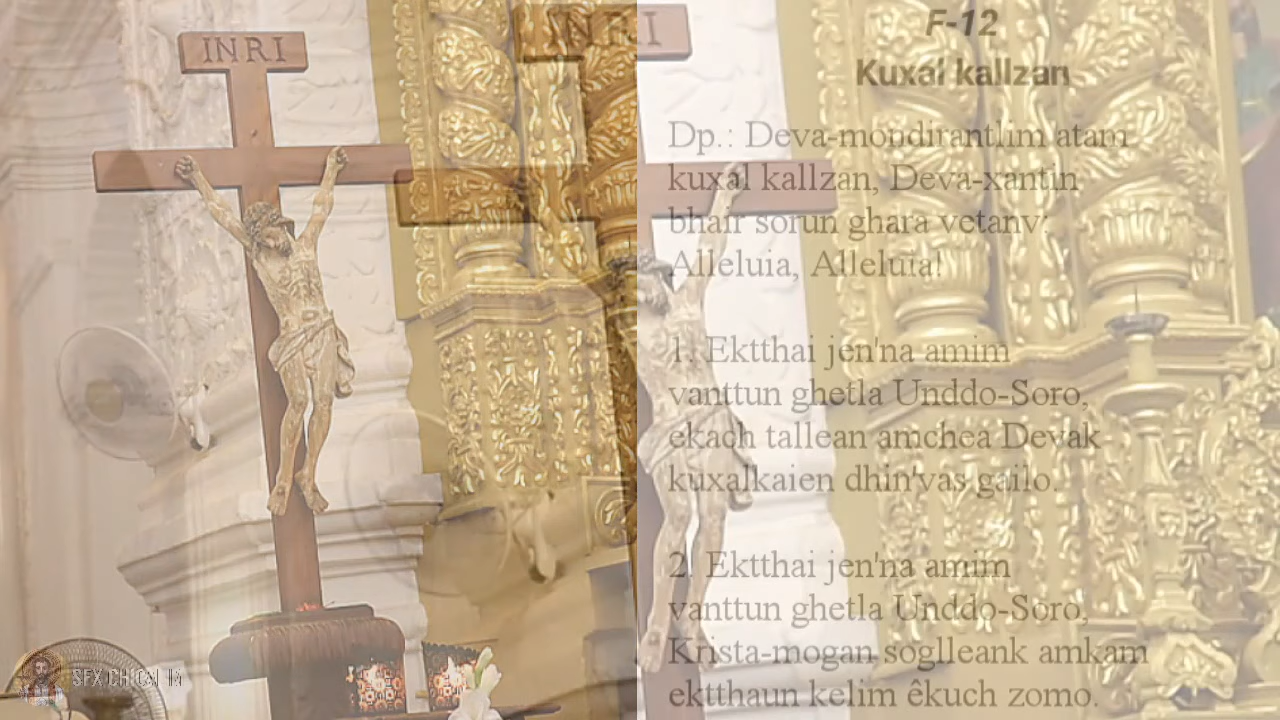 INRI
INRI
F-12
Kuxal kallzan
Dp.: Deva-mondirantlim atam
kuxal kallzan, Deva-xantin
bhair sorun ghara vetanv:
Alleluia, Alleluia!
1. Ektthai jen'na amim
vanttun ghetla Unddo-Soro,
ekach tallean amchea Devak
kuxalkaien dhin'vas gailo.
2. Ektthai jen'na amim
vanttun ghetla Unddo-Soro,
Krista-mogan soglleank amkam
ektthaun kelim êkuch zomo.
SFX CHICALIM